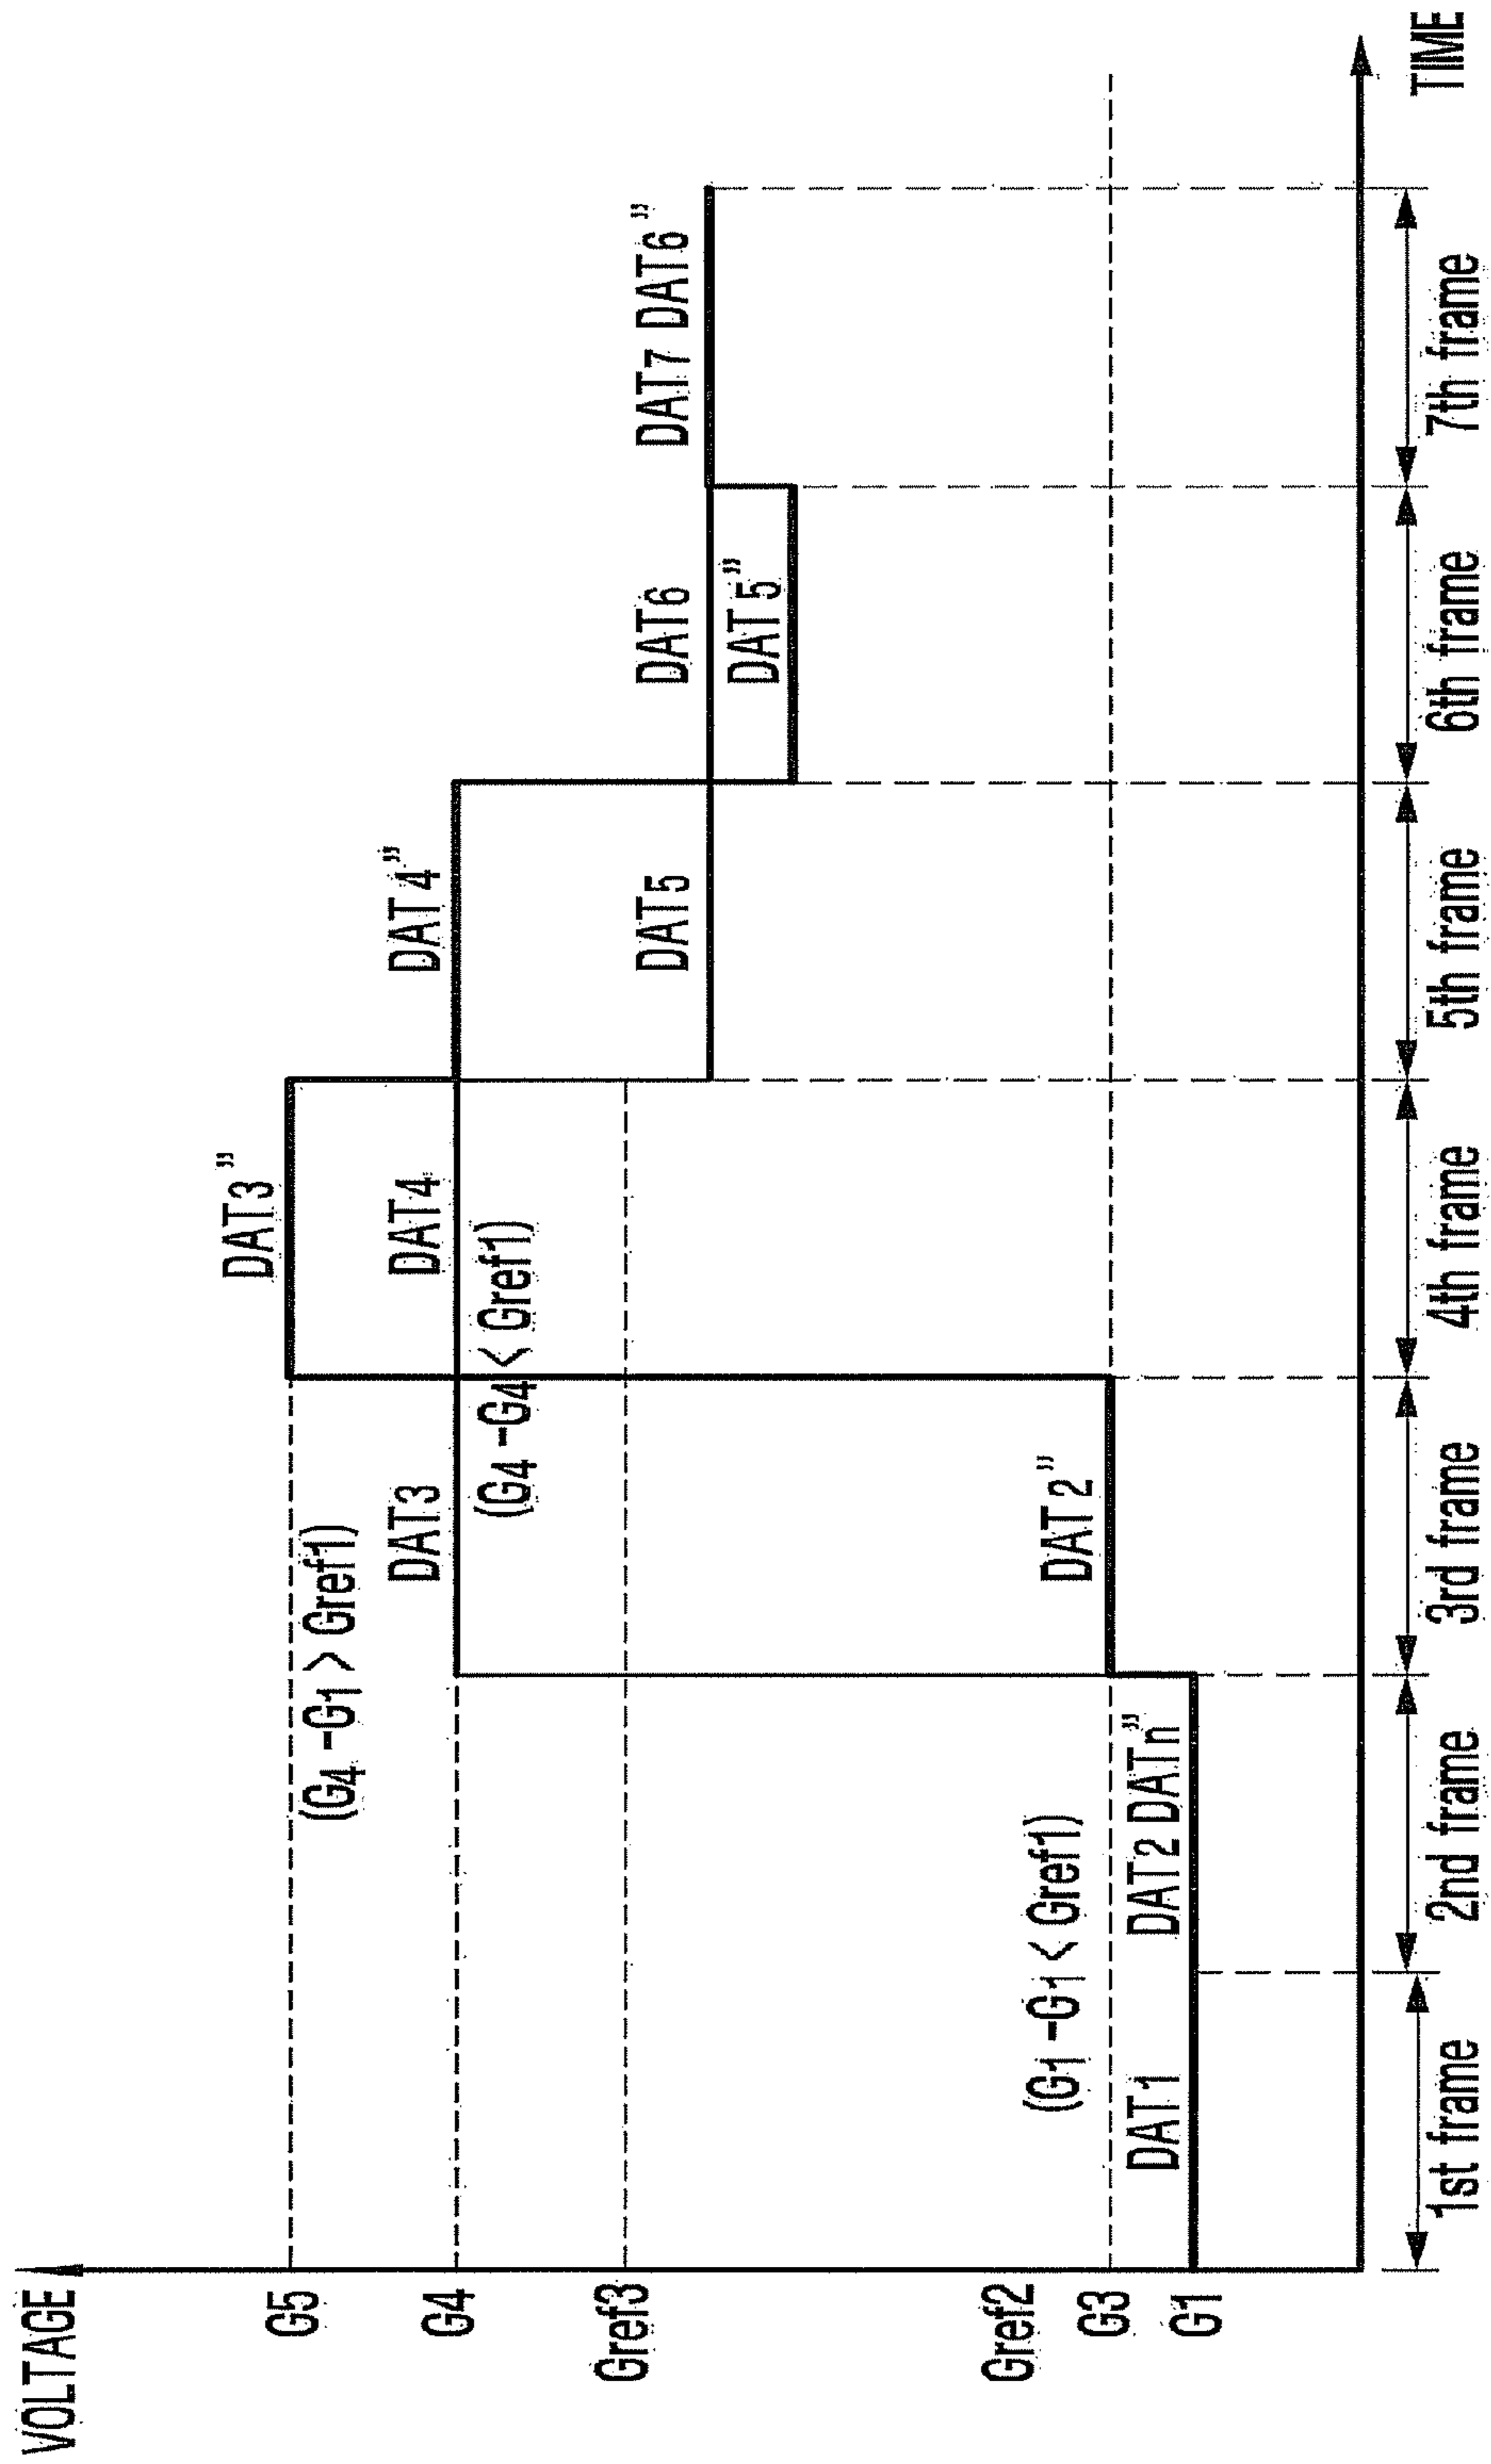 VOLTAGE
G5
G4
Gref3
Gref2
G3
G1
DAT3”
(G4 -G1 > Gref1)
DAT3
DAT4
DAT4”
(G4 -G4 < Gref1)
DAT5
DAT6
DAT7 DAT6”
DAT5”
DAT2”
(G1 -G1 < Gref1)
DAT1
DAT2 DATn”
1st frame
2nd frame
3rd frame
4th frame
5th frame
6th frame
7th frame
TIME